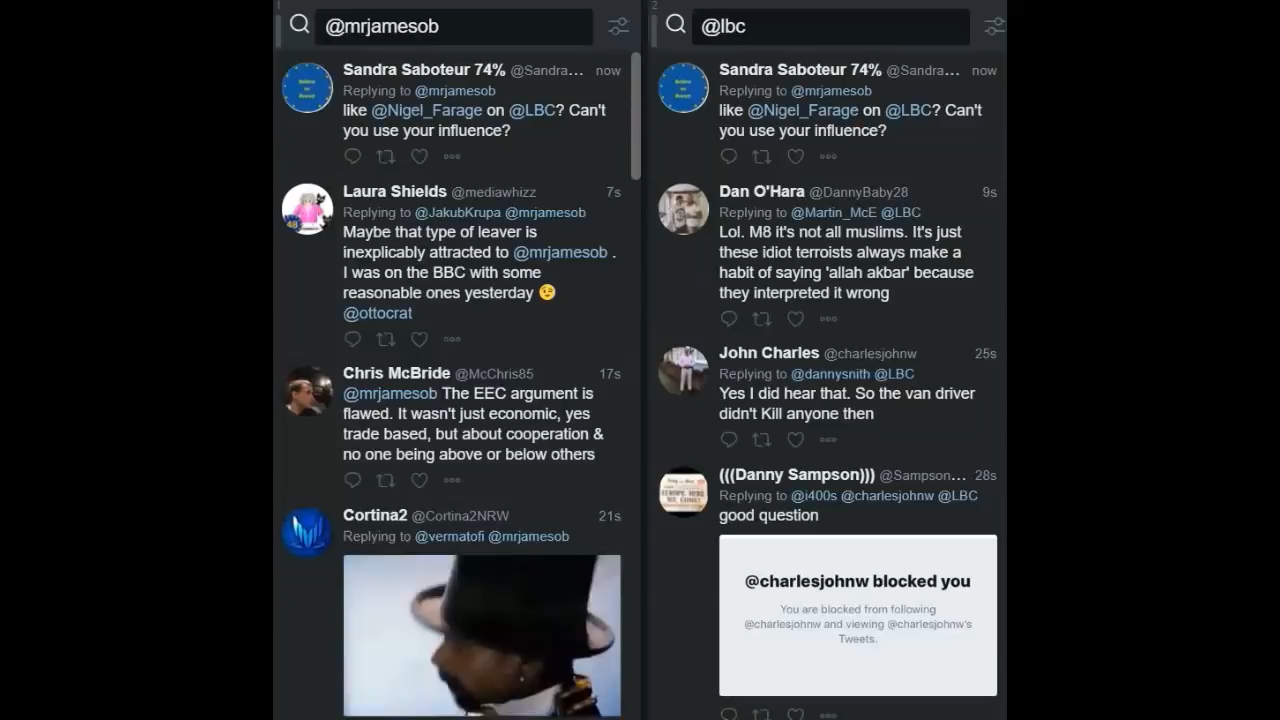 1
@mrjamesob
Sandra Saboteur 74% @Sandra... now
Replying to @mrjamesob
like @Nigel_Farage on @LBC? Can't
you use your influence?
Laura Shields @mediawhizz 7s
Replying to @JakubKrupa @mrjamesob
Maybe that type of leaver is
inexplicably attracted to @mrjamesob .
I was on the BBC with some
reasonable ones yesterday 😉
@ottocrat
48
Chris McBride @McChris85 17s
@mrjamesob The EEC argument is
flawed. It wasn't just economic, yes
trade based, but about cooperation &
no one being above or below others
Cortina2 @Cortina2NRW 21s
Replying to @vermatofi @mrjamesob
2
@lbc
Sandra Saboteur 74% @Sandra... now
Replying to @mrjamesob
like @Nigel_Farage on @LBC? Can't
you use your influence?
Dan O'Hara @DannyBaby28 9s
Replying to @Martin_McE @LBC
Lol. M8 it's not all muslims. It's just
these idiot terroists always make a
habit of saying 'allah akbar' because
they interpreted it wrong
John Charles @charlesjohnw 25s
Replying to @dannysnith @LBC
Yes I did hear that. So the van driver
didn't Kill anyone then
(((Danny Sampson))) @Sampson... 28s
Replying to @i400s @charlesjohnw @LBC
good question
EUROPE HERE
WE COME!
@charlesjohnw blocked you
You are blocked from following
@charlesjohnw and viewing @charlesjohnw's
Tweets.